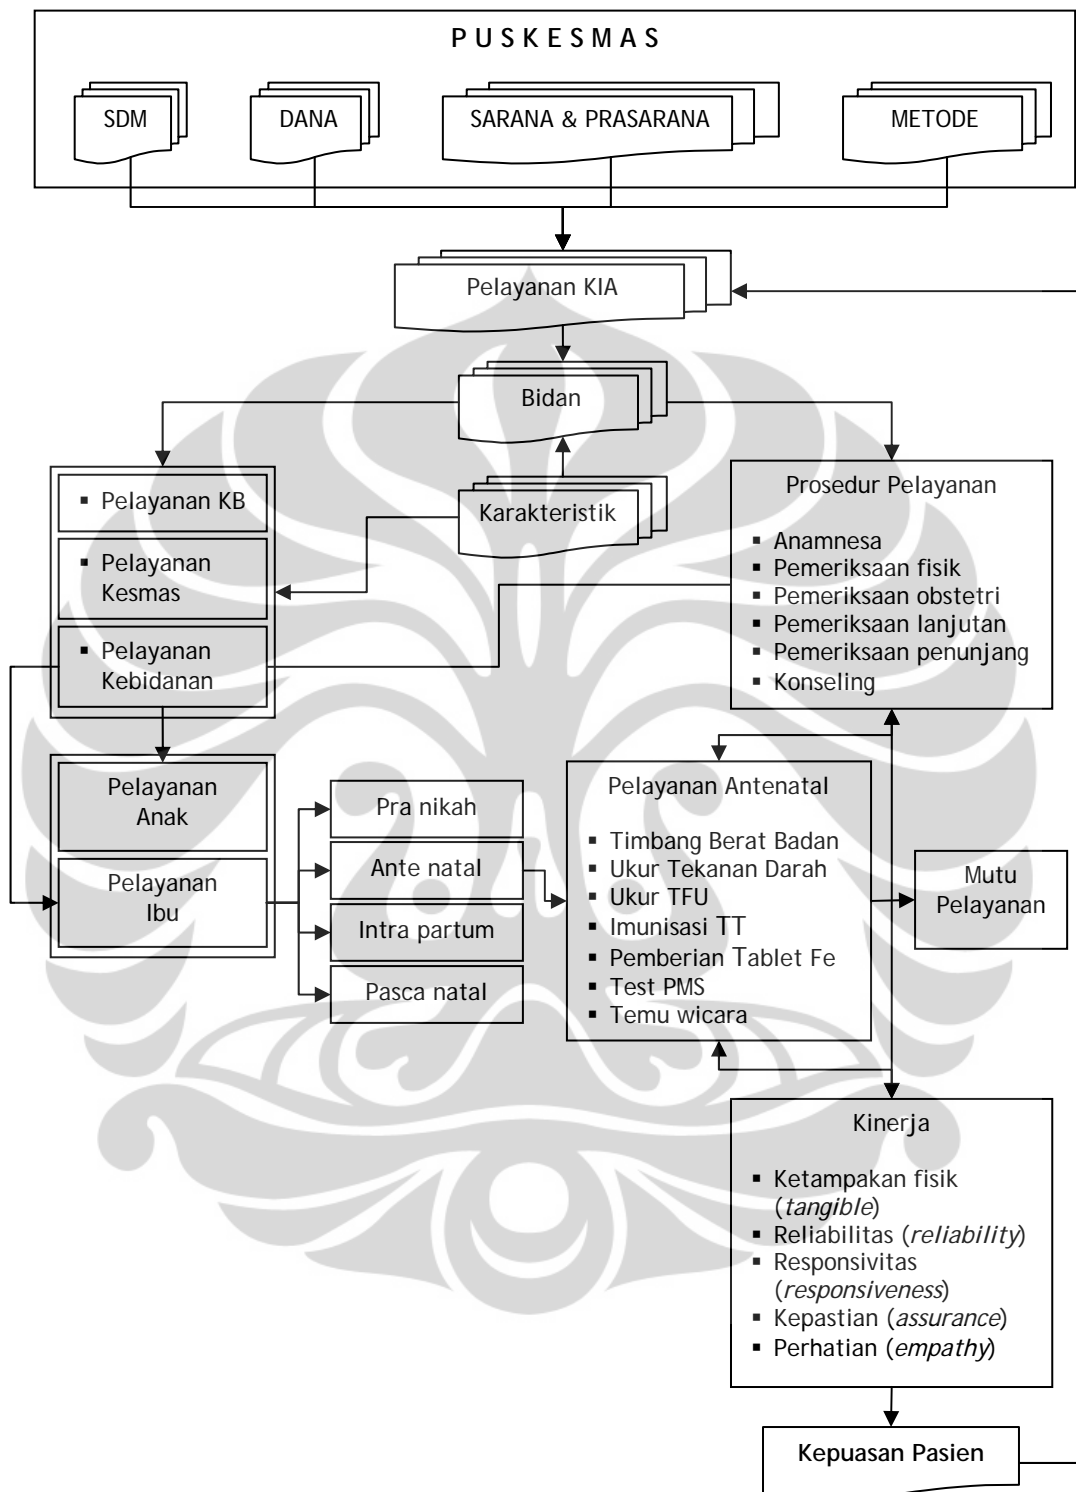 PUSKESMAS
SDM
DANA
SARANA & PRASARANA
METODE
Pelayanan KIA
Bidan
Karakteristik
▪ Pelayanan KB
▪ Pelayanan
Kesmas
▪ Pelayanan
Kebidanan
Prosedur Pelayanan
▪ Anamnesa
▪ Pemeriksaan fisik
▪ Pemeriksaan obstetri
▪ Pemeriksaan lanjutan
▪ Pemeriksaan penunjang
▪ Konseling
Pelayanan
Anak
Pelayanan
Ibu
Pra nikah
Ante natal
Intra partum
Pasca natal
Pelayanan Antenatal
▪ Timbang Berat Badan
▪ Ukur Tekanan Darah
▪ Ukur TFU
▪ Imunisasi TT
▪ Pemberian Tablet Fe
▪ Test PMS
▪ Temu wicara
Mutu
Pelayanan
Kinerja
▪ Ketampakan fisik
(tangible)
▪ Reliabilitas (reliability)
▪ Responsivitas
(responsiveness)
▪ Kepastian (assurance)
▪ Perhatian (empathy)
Kepuasan Pasien